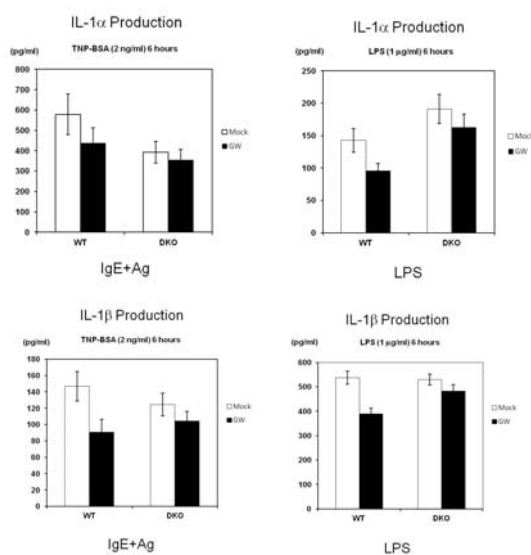 IL-1α Production
TNP-BSA (2 ng/ml) 6 hours
(pg/ml)
800
700
600
500
400
300
200
100
0
WT
DKO
Mock
GW
IgE+Ag
IL-1α Production
LPS (1 µg/ml) 6 hours
(pg/ml)
250
200
150
100
50
0
WT
DKO
Mock
GW
LPS
IL-1β Production
TNP-BSA (2 ng/ml) 6 hours
(pg/ml)
180
160
140
120
100
80
60
40
20
0
WT
DKO
Mock
GW
IgE+Ag
IL-1β Production
LPS (1 µg/ml) 6 hours
(pg/ml)
600
500
400
300
200
100
0
WT
DKO
Mock
GW
LPS